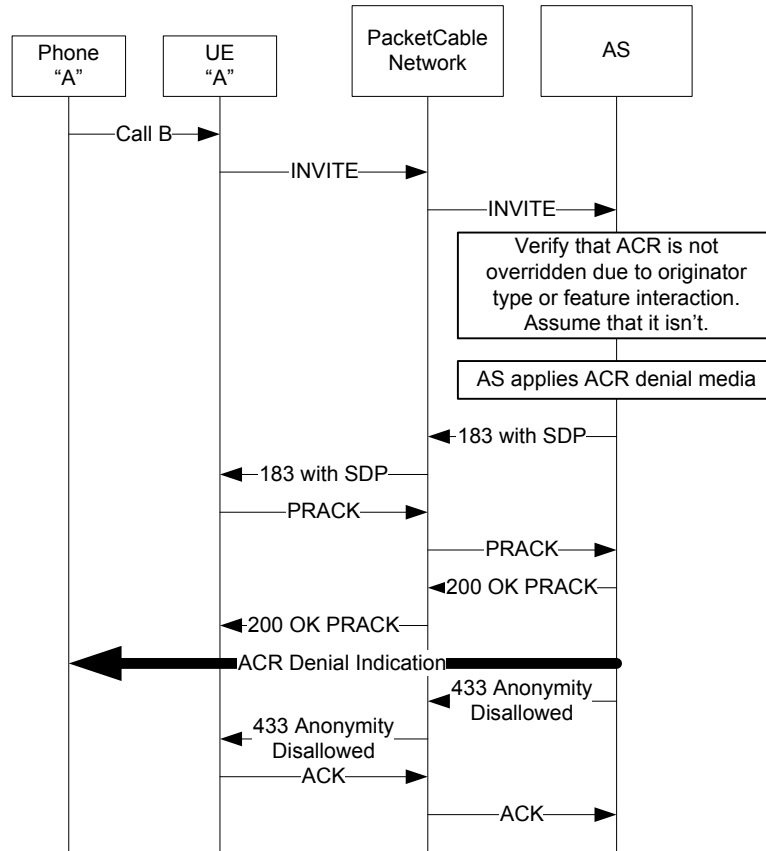 Phone
“A”
UE
“A”
PacketCable
Network
AS
Call B
INVITE
INVITE
Verify that ACR is not
overridden due to originator
type or feature interaction.
Assume that it isn't.
AS applies ACR denial media
183 with SDP
183 with SDP
PRACK
PRACK
200 OK PRACK
200 OK PRACK
ACR Denial Indication
433 Anonymity
Disallowed
433 Anonymity
Disallowed
ACK
ACK